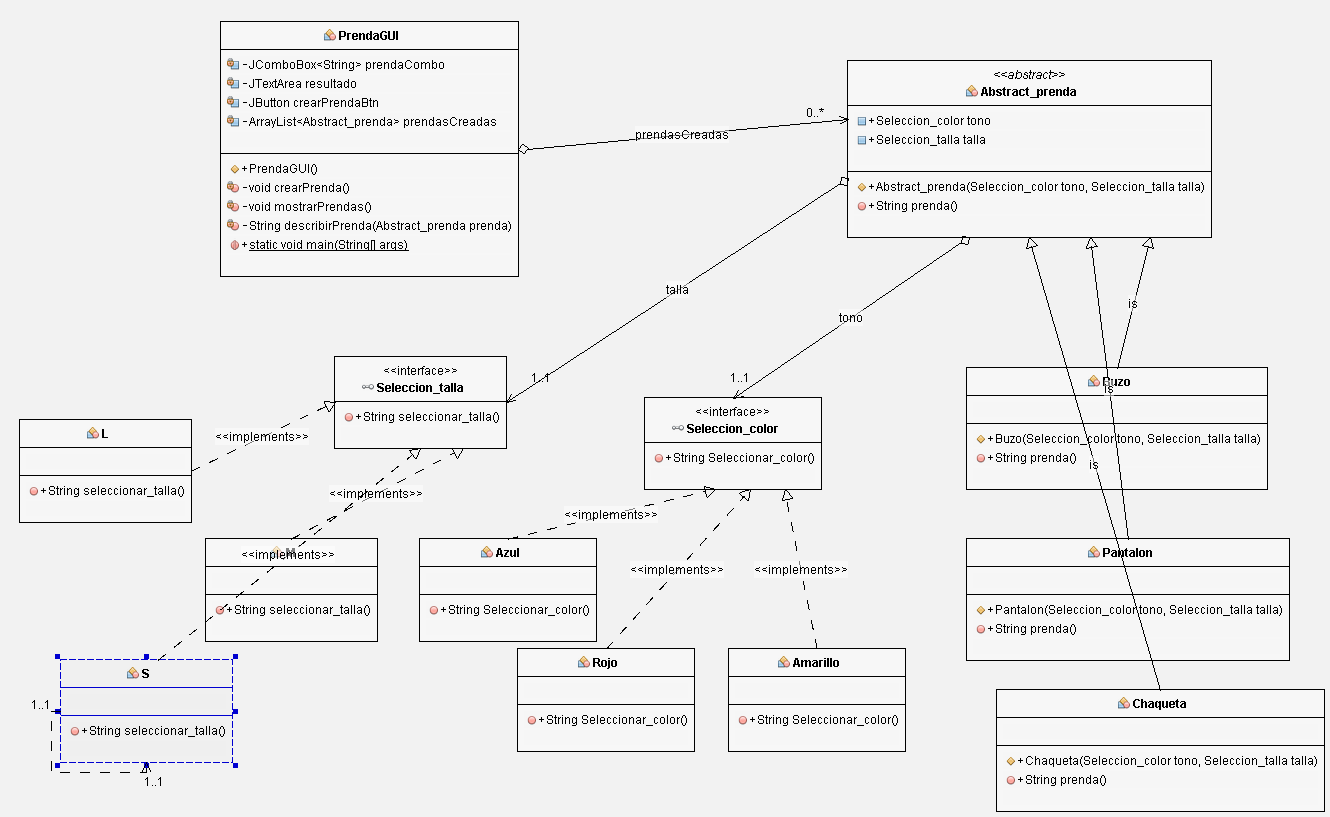 PrendaGUI
-JComboBox<String> prendaCombo
-JTextArea resultado
-JButton crearPrendaBtn
-ArrayList<Abstract_prenda> prendasCreadas
+PrendaGUI()
-void crearPrenda()
-void mostrarPrendas()
-String describirPrenda(Abstract_prenda prenda)
+static void main(String[] args)
prendasCreadas
0..*
<<abstract>>
Abstract_prenda
+Seleccion_color tono
+Seleccion_talla talla
+Abstract_prenda(Seleccion_color tono, Seleccion_talla talla)
+String prenda()
talla
1..1
tono
1..1
is
is
is
<<interface>>
Seleccion_talla
+String seleccionar_talla()
<<interface>>
Seleccion_color
+String Seleccionar_color()
Buzo
+Buzo(Seleccion_color tono, Seleccion_talla talla)
+String prenda()
L
+String seleccionar_talla()
<<implements>>
<<implements>>
<<implements>>
M
+String seleccionar_talla()
<<implements>>
<<implements>>
<<implements>>
Azul
+String Seleccionar_color()
Pantalon
+Pantalon(Seleccion_color tono, Seleccion_talla talla)
+String prenda()
S
+String seleccionar_talla()
1..1
1..1
Rojo
+String Seleccionar_color()
Amarillo
+String Seleccionar_color()
Chaqueta
+Chaqueta(Seleccion_color tono, Seleccion_talla talla)
+String prenda()